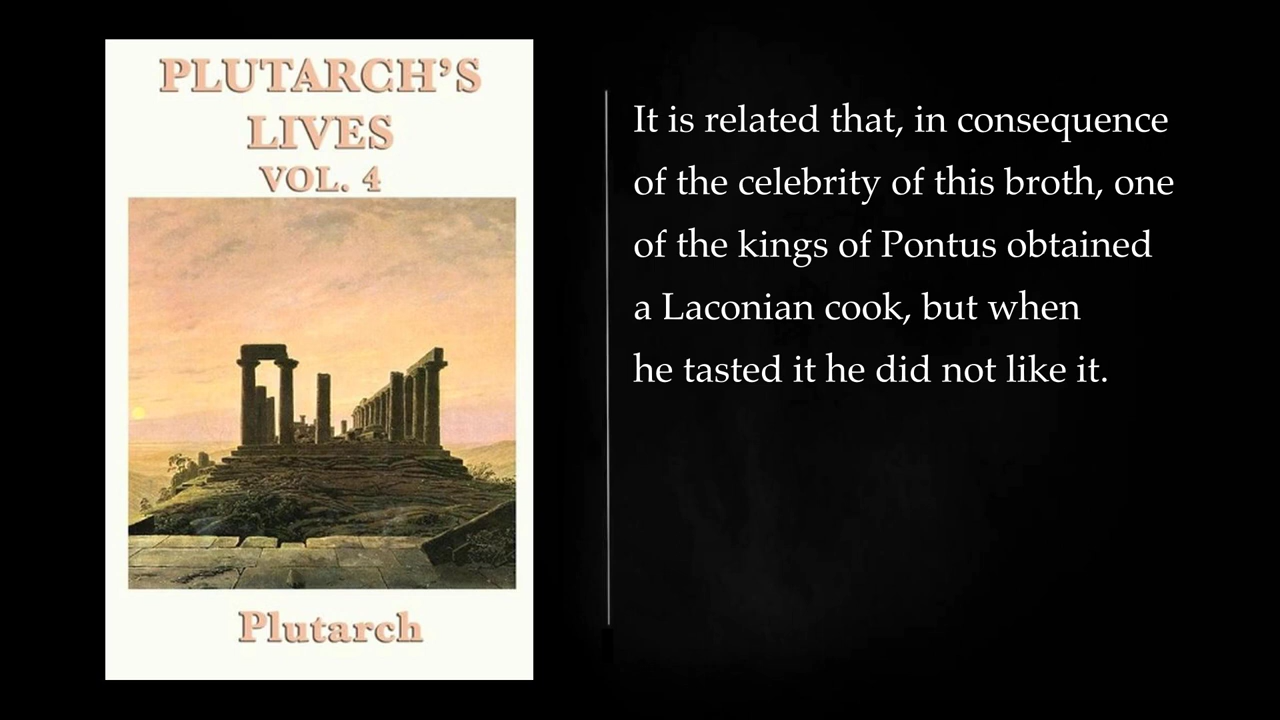 PLUTARCH'S
LIVES
VOL. 4
Plutarch
It is related that, in consequence
of the celebrity of this broth, one
of the kings of Pontus obtained
a Laconian cook, but when
he tasted it he did not like it.